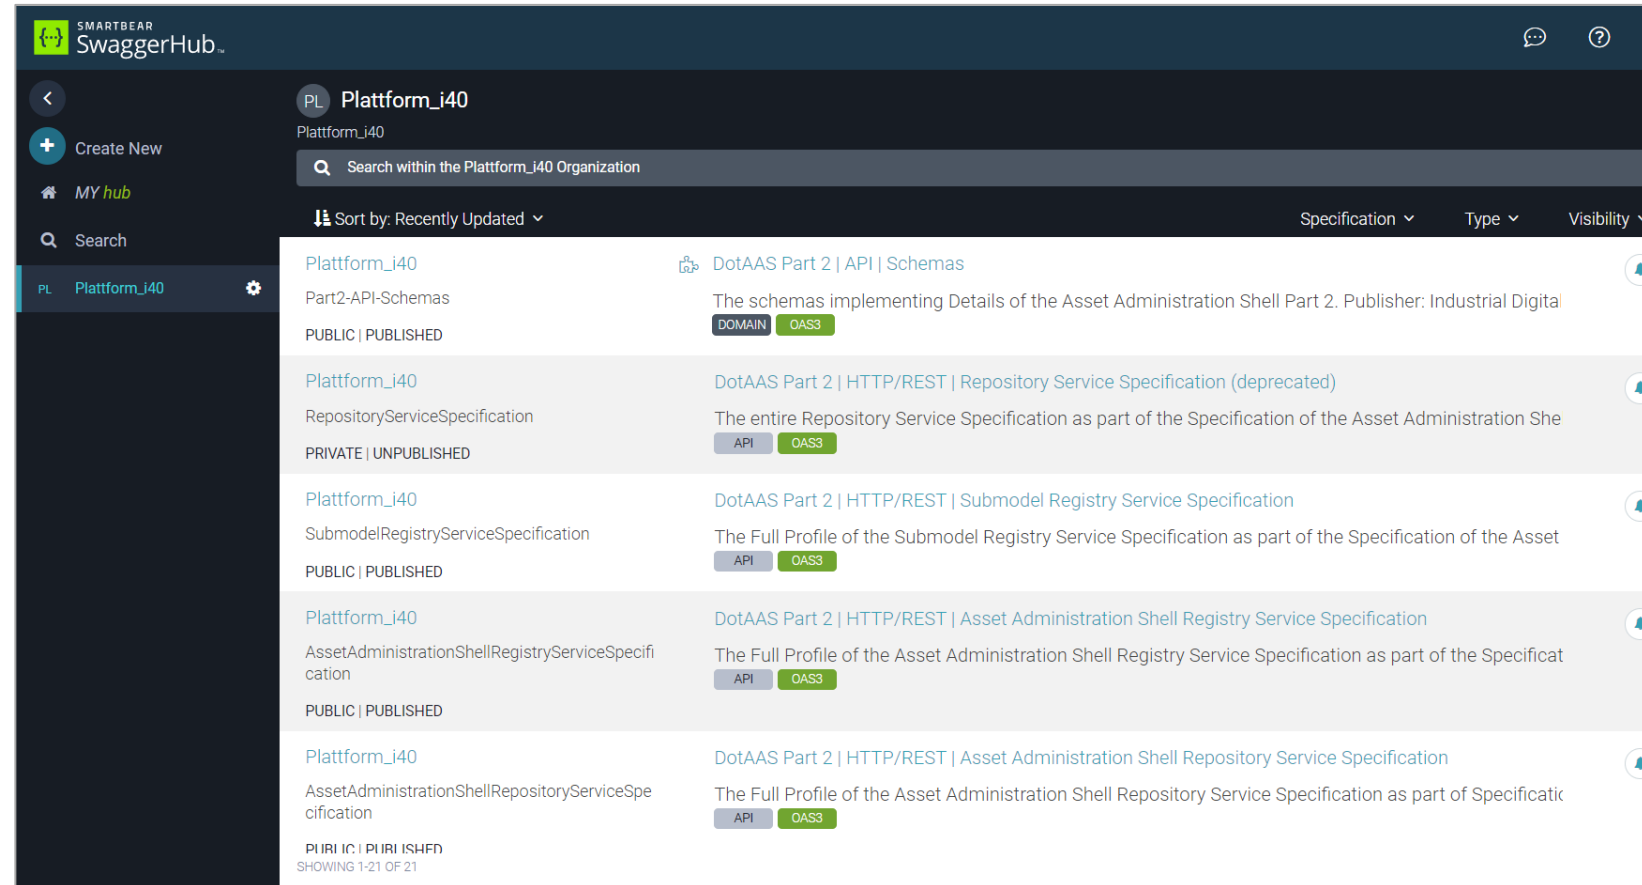 SMARTBEAR
SwaggerHub™
Create New
MY hub
Search
PL Plattform_i40
PL Plattform_i40
Plattform_i40
Search within the Plattform_i40 Organization
Sort by: Recently Updated Specification Type Visibility
Plattform_i40
Part2-API-Schemas
PUBLIC | PUBLISHED
DotAAS Part 2 | API | Schemas
The schemas implementing Details of the Asset Administration Shell Part 2. Publisher: Industrial Digital
DOMAIN OAS3
Plattform_i40
RepositoryServiceSpecification
PRIVATE | UNPUBLISHED
DotAAS Part 2 | HTTP/REST | Repository Service Specification (deprecated)
The entire Repository Service Specification as part of the Specification of the Asset Administration She
API OAS3
Plattform_i40
SubmodelRegistryServiceSpecification
PUBLIC | PUBLISHED
DotAAS Part 2 | HTTP/REST | Submodel Registry Service Specification
The Full Profile of the Submodel Registry Service Specification as part of the Specification of the Asset
API OAS3
Plattform_i40
AssetAdministrationShellRegistryServiceSpecifi
cation
PUBLIC | PUBLISHED
DotAAS Part 2 | HTTP/REST | Asset Administration Shell Registry Service Specification
The Full Profile of the Asset Administration Shell Registry Service Specification as part of the Specificat
API OAS3
Plattform_i40
AssetAdministrationShellRepositoryServiceSpe
cification
PUBLIC | PUBLISHED
DotAAS Part 2 | HTTP/REST | Asset Administration Shell Repository Service Specification
The Full Profile of the Asset Administration Shell Repository Service Specification as part of Specificatic
API OAS3
SHOWING 1-21 OF 21